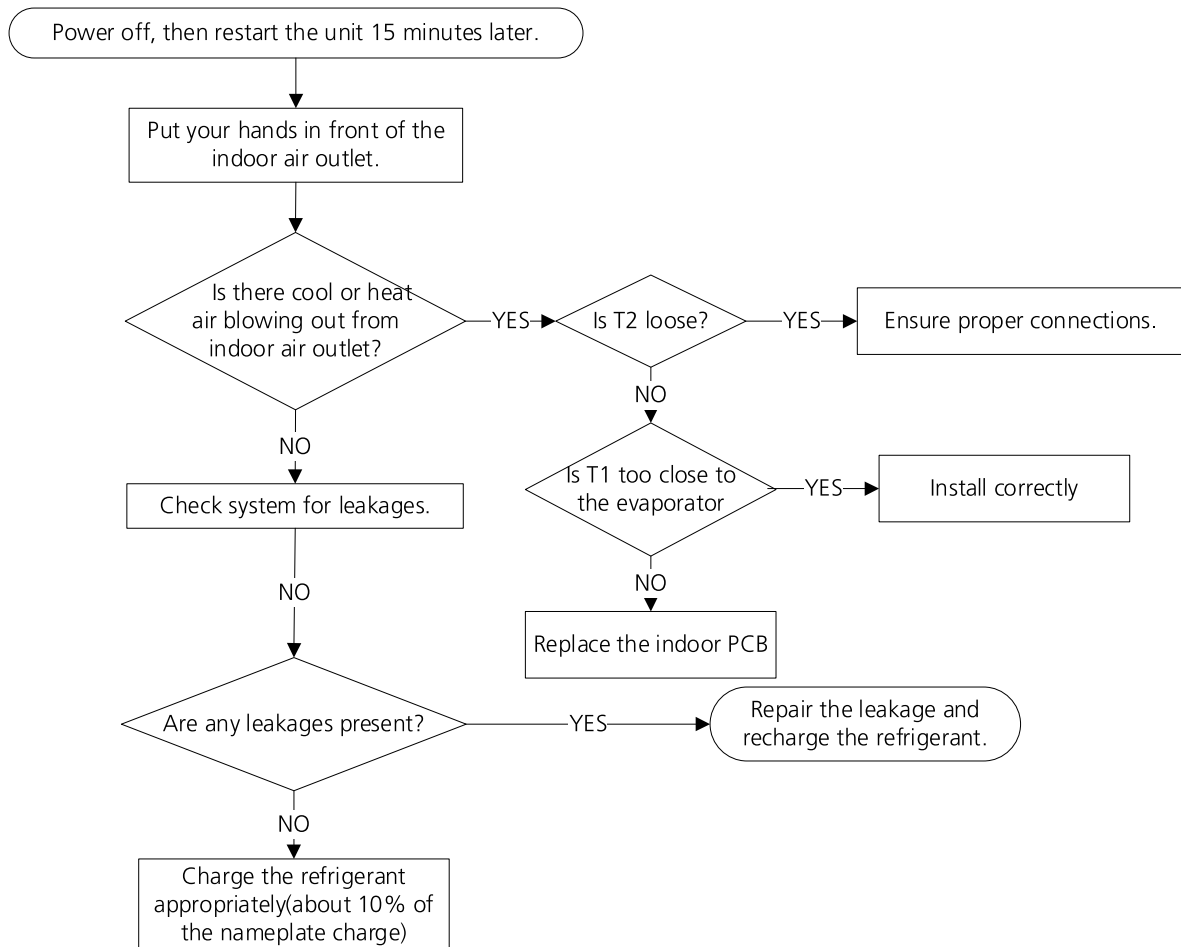 Power off, then restart the unit 15 minutes later.
Put your hands in front of the
indoor air outlet.
Is there cool or heat
air blowing out from
indoor air outlet?
YES
Is T2 loose?
YES
Ensure proper connections.
NO
NO
Is T1 too close to
the evaporator
YES
Install correctly
Check system for leakages.
NO
NO
Replace the indoor PCB
Are any leakages present?
YES
Repair the leakage and
recharge the refrigerant.
NO
Charge the refrigerant
appropriately(about 10% of
the nameplate charge)